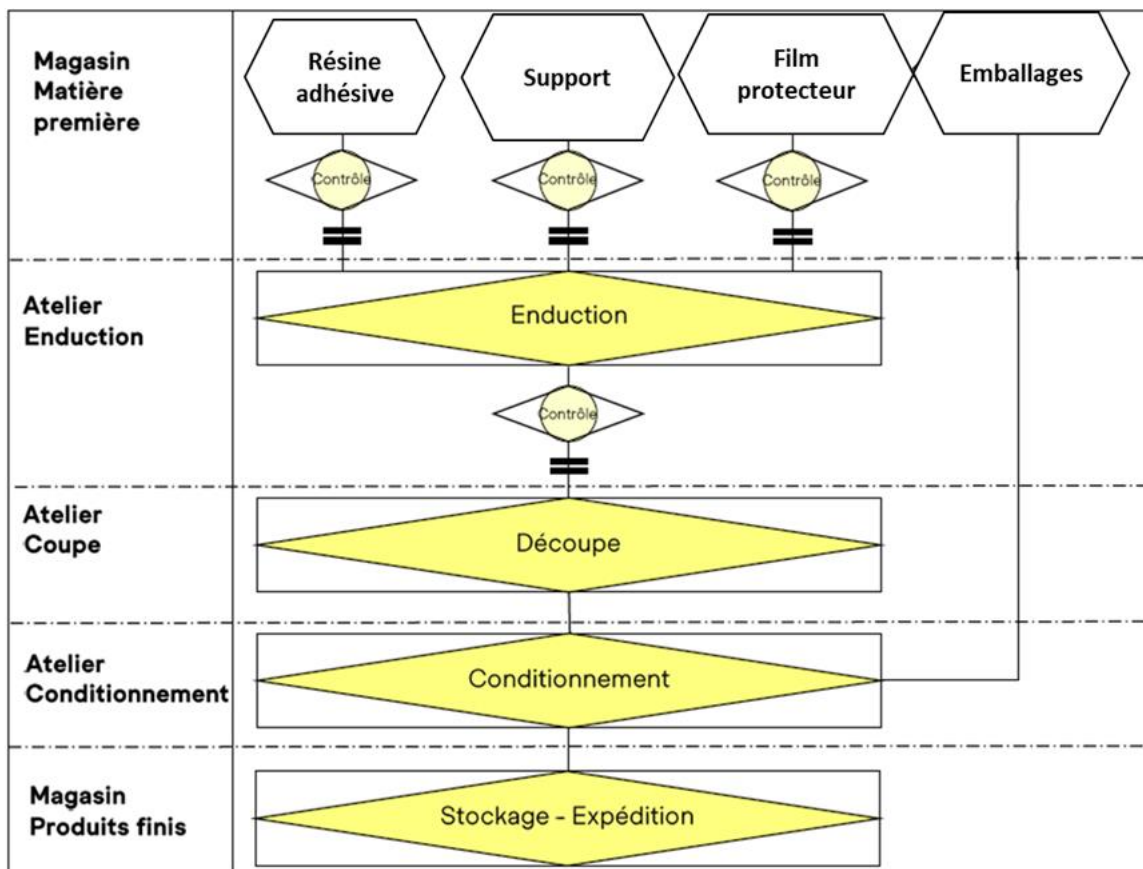 Magasin
Matière
première
Résine
adhésive
Support
Film
protecteur
Emballages
Contrôle
Contrôle
Contrôle
Atelier
Enduction
Enduction
Contrôle
Atelier
Coupe
Découpe
Atelier
Conditionnement
Conditionnement
Magasin
Produits finis
Stockage - Expédition